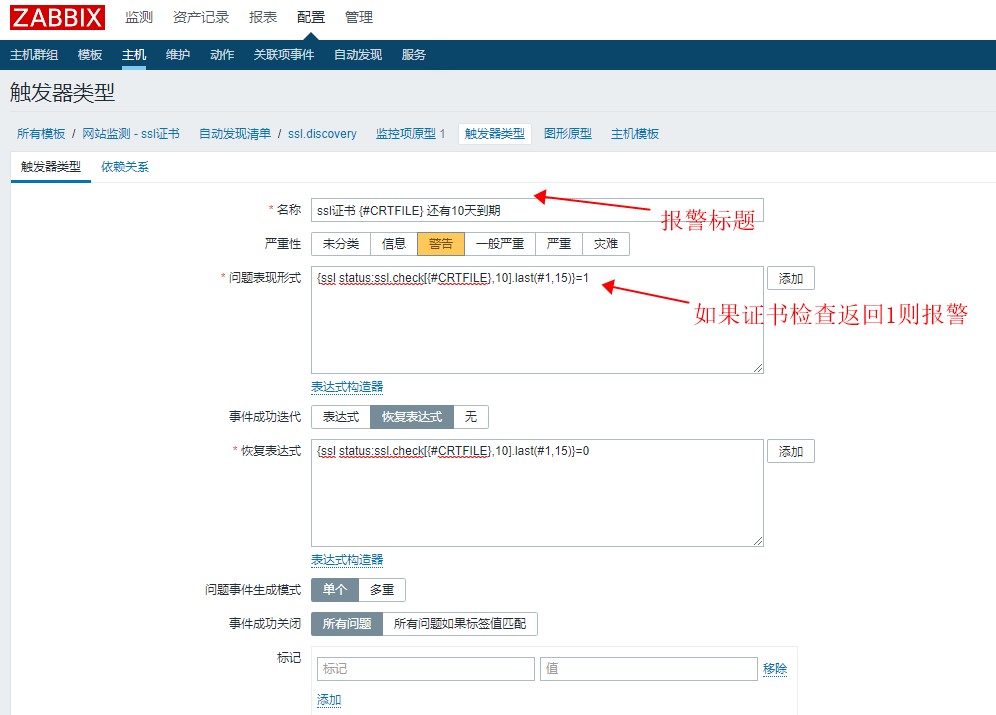 ZABBIX 监测 资产记录 报表 配置 管理
主机群组 模板 主机 维护 动作 关联项事件 自动发现 服务
触发器类型
所有模板 / 网站监测 - ssl证书 自动发现清单 / ssl.discovery 监控项原型 1 触发器类型 图形原型 主机模板
触发器类型 依赖关系
* 名称 ssl证书 {#CRTFILE} 还有10天到期
报警标题
严重性 未分类 信息 警告 一般严重 严重 灾难
* 问题表现形式 {ssl status:ssl.check[{#CRTFILE},10].last(#1,15)}=1 添加
如果证书检查返回1则报警
表达式构造器
事件成功迭代 表达式 恢复表达式 无
* 恢复表达式 {ssl status:ssl.check[{#CRTFILE},10].last(#1,15)}=0 添加
表达式构造器
问题事件生成模式 单个 多重
事件成功关闭 所有问题 所有问题如果标签值匹配
标记 标记 值 移除
添加